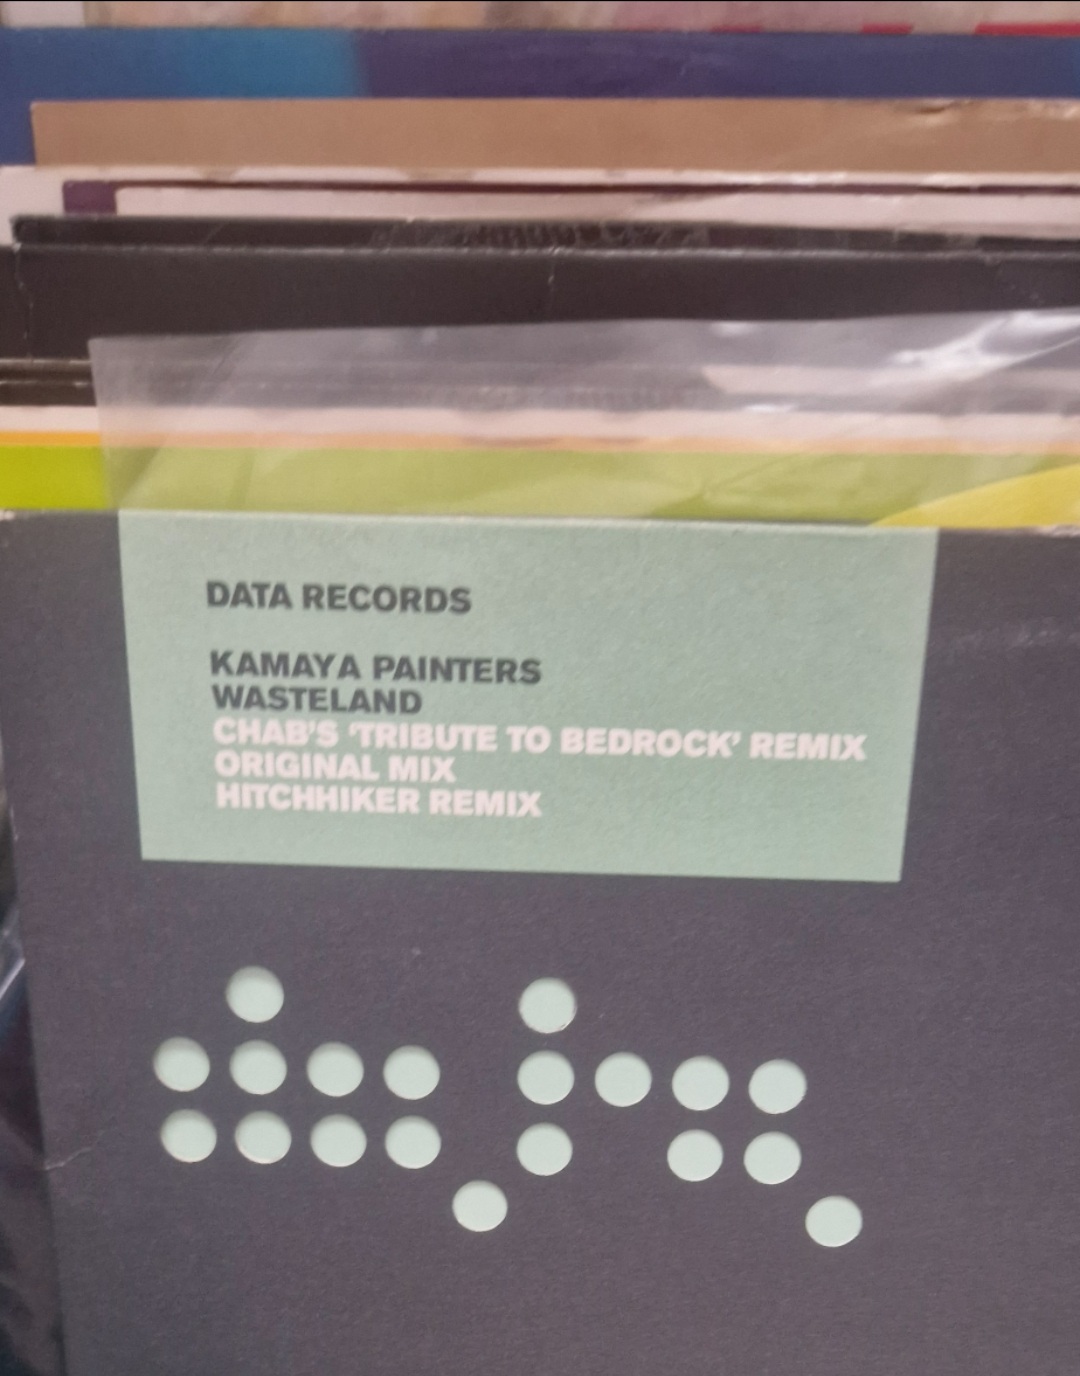 DATA RECORDS
KAMAYA PAINTERS
WASTELAND
CHAB'S 'TRIBUTE TO BEDROCK' REMIX
ORIGINAL MIX
HITCHHIKER REMIX